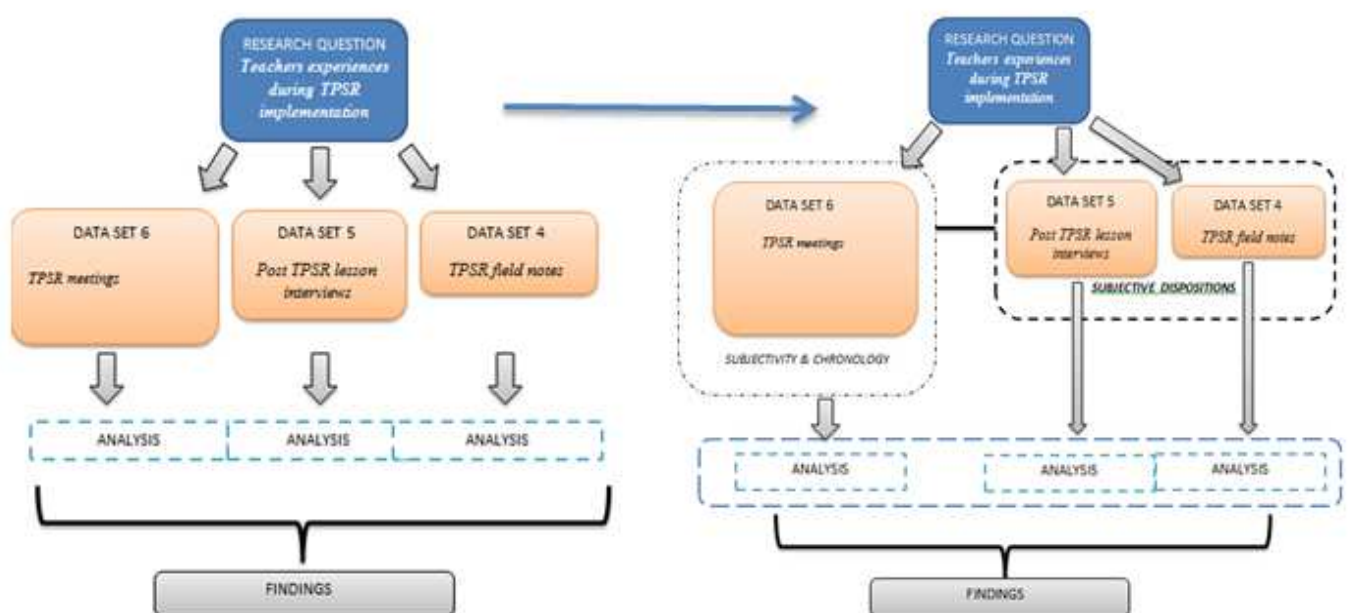 RESEARCH QUESTION
Teachers experiences
during TPSR
implementation
DATA SET 6
TPSR meetings
DATA SET 5
Post TPSR lesson
interviews
DATA SET 4
TPSR field notes
ANALYSIS
ANALYSIS
ANALYSIS
FINDINGS
RESEARCH QUESTION
Teachers experiences
during TPSR
implementation
DATA SET 6
TPSR meetings
SUBJECTIVITY & CHRONOLOGY
DATA SET 5
Post TPSR lesson
interviews
DATA SET 4
TPSR field notes
SUBJECTIVE DISPOSITIONS
ANALYSIS
ANALYSIS
ANALYSIS
FINDINGS